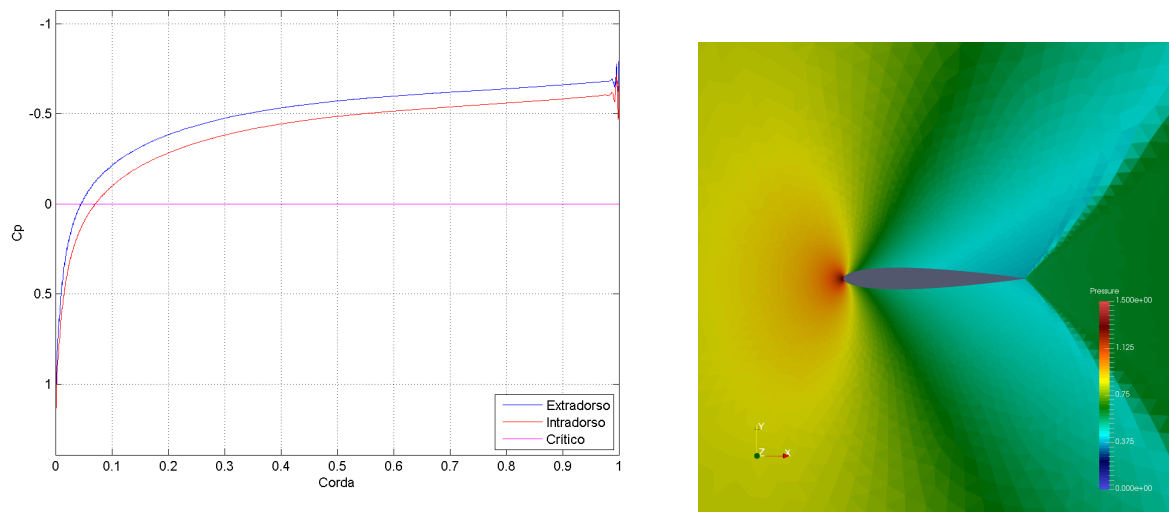 -1
-0.5
0
0.5
1
Cp
0 0.1 0.2 0.3 0.4 0.5 0.6 0.7 0.8 0.9 1
Corda
Extradorso
Intradorso
Crítico
Pressure
1.500e+00
1.125
0.75
0.375
0.000e+00
Y
Z X